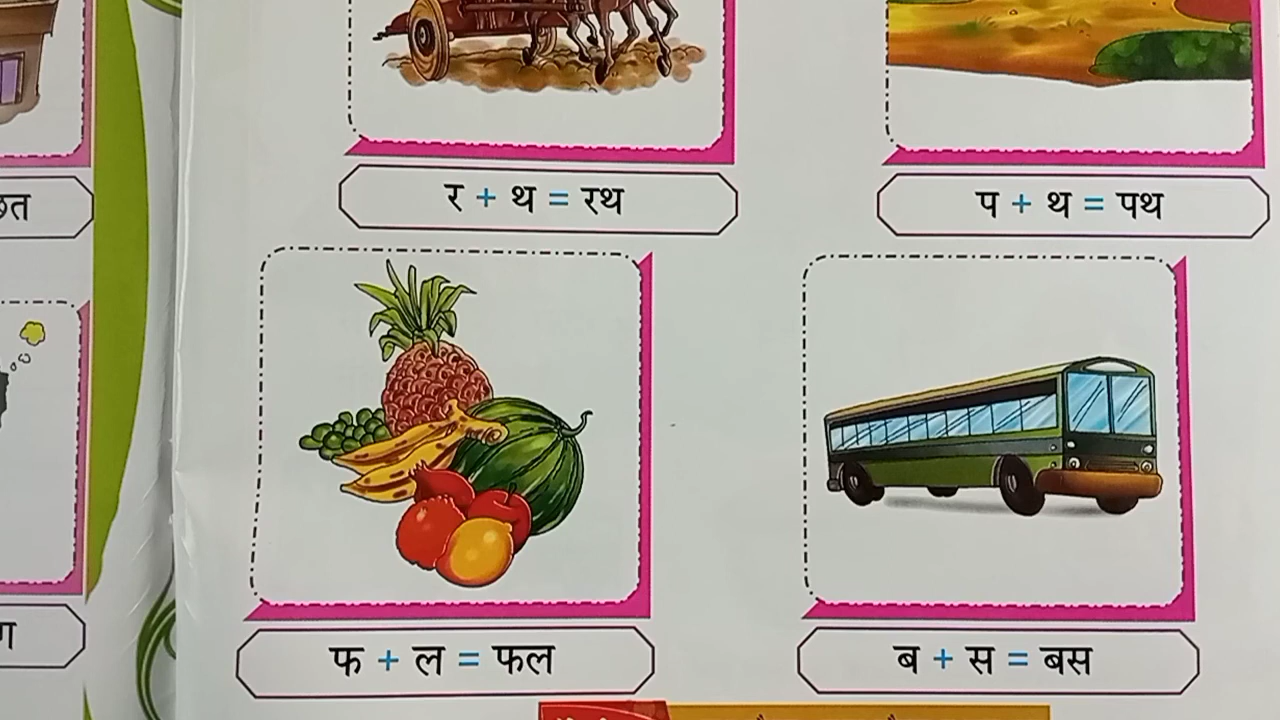 र + थ = रथ
प + थ = पथ
फ + ल = फल
ब + स = बस